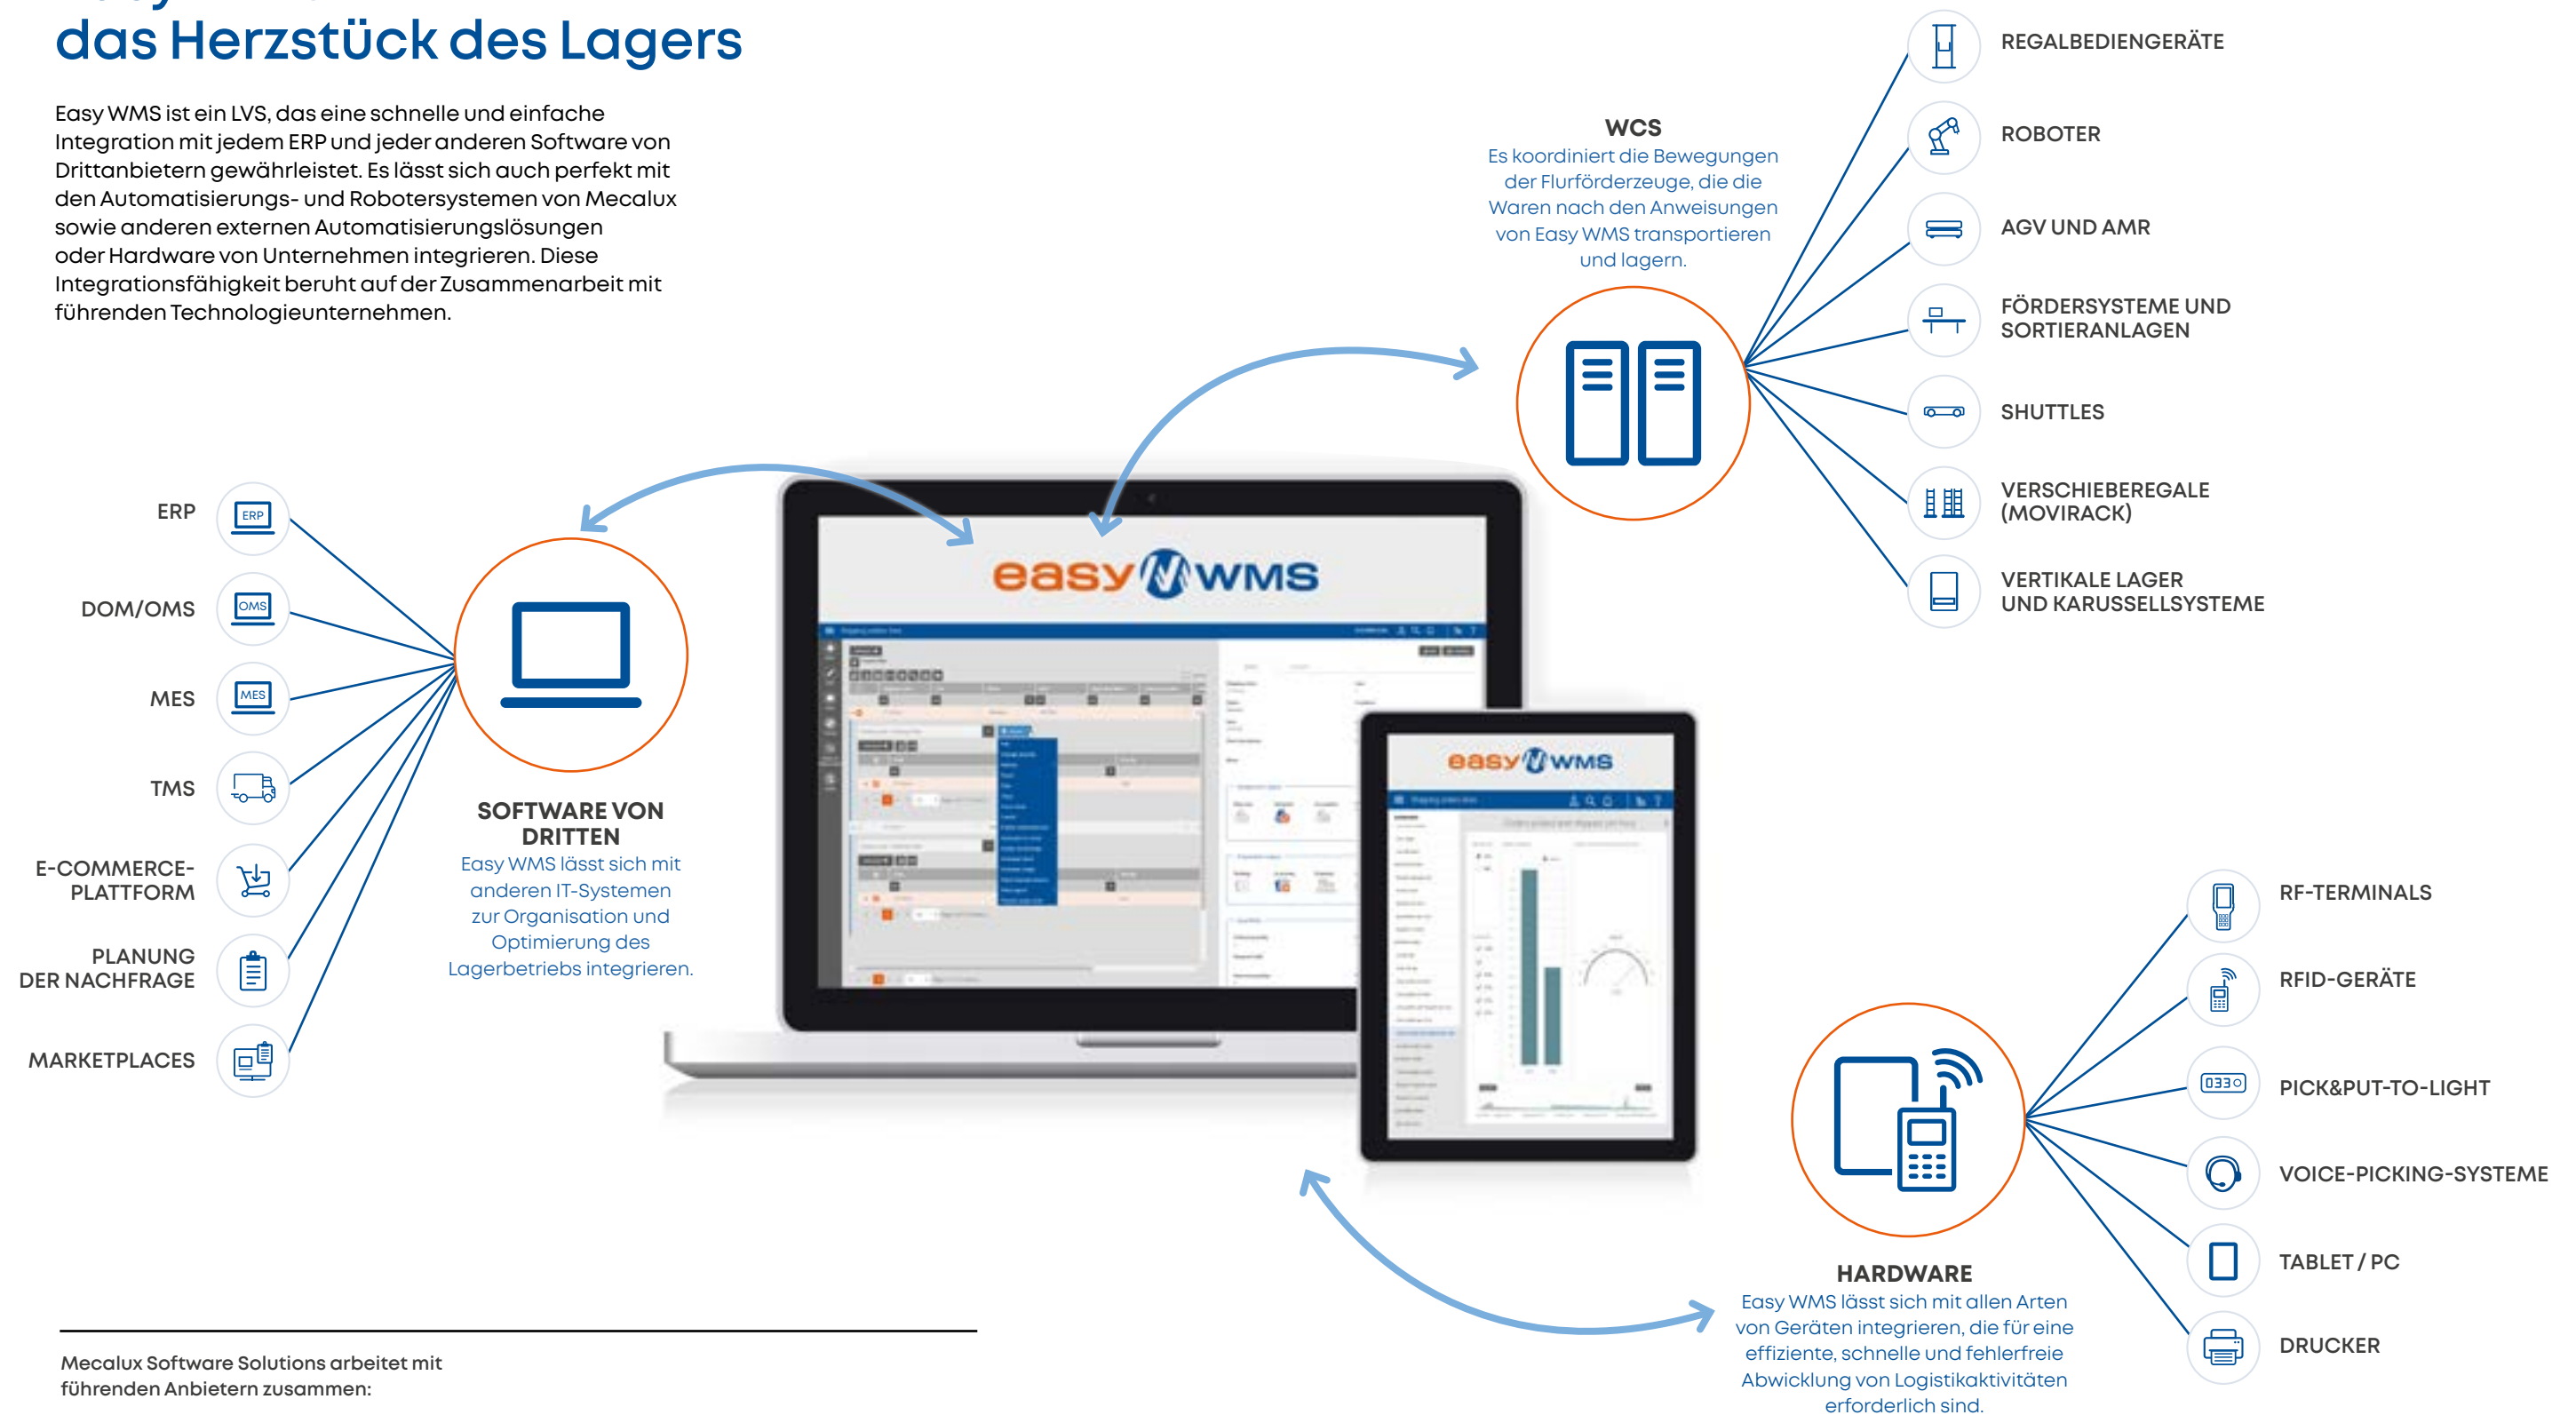 das Herzstück des Lagers
Easy WMS ist ein LVS, das eine schnelle und einfache
Integration mit jedem ERP und jeder anderen Software von
Drittanbietern gewährleistet. Es lässt sich auch perfekt mit
den Automatisierungs- und Robotersystemen von Mecalux
sowie anderen externen Automatisierungslösungen
oder Hardware von Unternehmen integrieren. Diese
Integrationsfähigkeit beruht auf der Zusammenarbeit mit
führenden Technologieunternehmen.
WCS
Es koordiniert die Bewegungen
der Flurförderzeuge, die die
Waren nach den Anweisungen
von Easy WMS transportieren
und lagern.
REGALBEDIENGERÄTE
ROBOTER
AGV UND AMR
FÖRDERSYSTEME UND
SORTIERANLAGEN
SHUTTLES
VERSCHIEBEREGALE
(MOVIRACK)
VERTIKALE LAGER
UND KARUSSELLSYSTEME
ERP
ERP
DOM/OMS
OMS
MES
MES
TMS
E-COMMERCE-
PLATTFORM
PLANUNG
DER NACHFRAGE
MARKETPLACES
SOFTWARE VON
DRITTEN
Easy WMS lässt sich mit
anderen IT-Systemen
zur Organisation und
Optimierung des
Lagerbetriebs integrieren.
easy WMS
easy WMS
RF-TERMINALS
RFID-GERÄTE
033
PICK&PUT-TO-LIGHT
VOICE-PICKING-SYSTEME
TABLET / PC
DRUCKER
HARDWARE
Easy WMS lässt sich mit allen Arten
von Geräten integrieren, die für eine
effiziente, schnelle und fehlerfreie
Abwicklung von Logistikaktivitäten
erforderlich sind.
Mecalux Software Solutions arbeitet mit
führenden Anbietern zusammen: